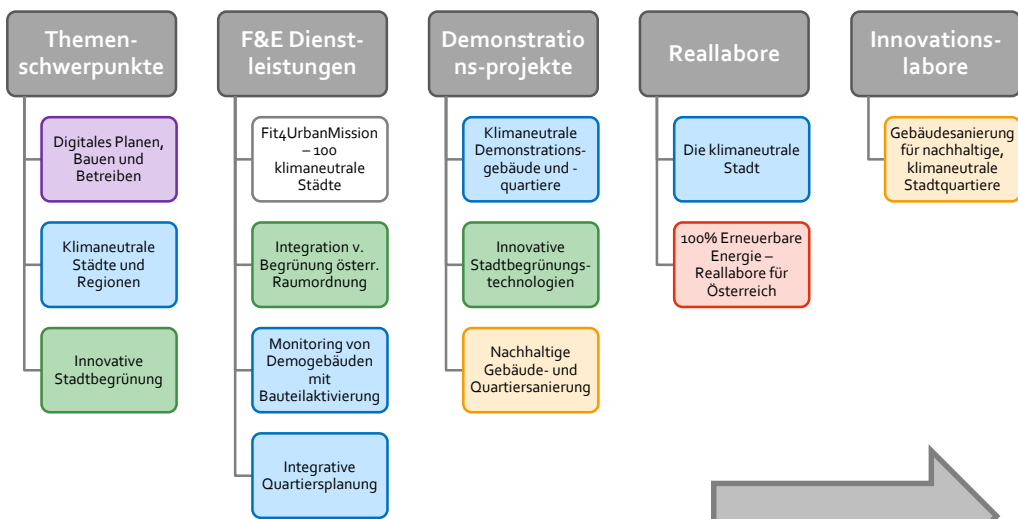 Themen-
schwerpunkte
Digitales Planen,
Bauen und
Betreiben
Klimaneutrale
Städte und
Regionen
Innovative
Stadtbegrünung
F&E Dienst-
leistungen
Fit4UrbanMission
– 100
klimaneutrale
Städte
Integration v.
Begrünung österr.
Raumordnung
Monitoring von
Demogebäuden
mit
Bauteilaktivierung
Integrative
Quartiersplanung
Demonstratio
ns-projekte
Klimaneutrale
Demonstrations-
gebäude und -
quartiere
Innovative
Stadtbegrünungs-
technologien
Nachhaltige
Gebäude- und
Quartiersanierung
Reallabore
Die klimaneutrale
Stadt
100% Erneuerbare
Energie –
Reallabore für
Österreich
Innovations-
labore
Gebäudesanierung
für nachhaltige,
klimaneutrale
Stadtquartiere